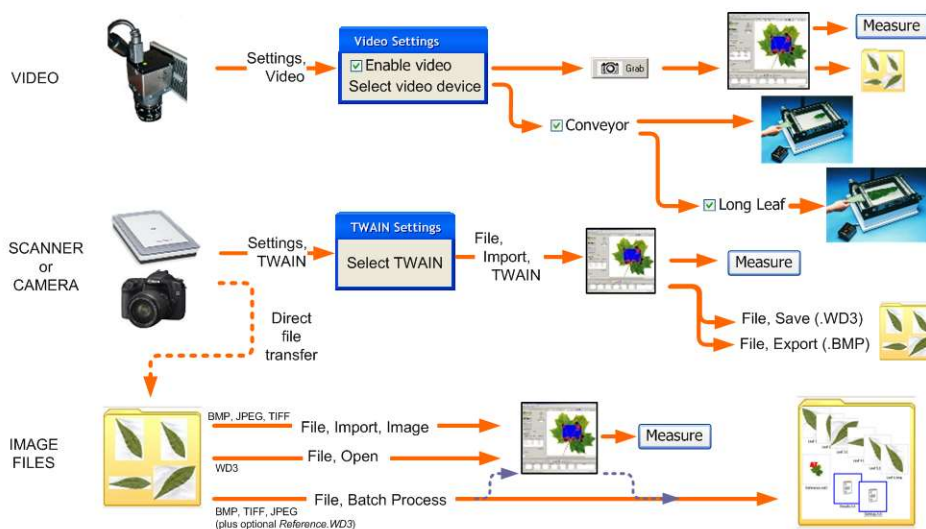 VIDEO
Settings,
Video
Video Settings
Enable video
Select video device
Grab
Measure
Conveyor
Long Leaf
SCANNER
or
CAMERA
Settings,
TWAIN
TWAIN Settings
Select TWAIN
File,
Import,
TWAIN
Measure
File, Save (.WD3)
File, Export (.BMP)
Direct
file
transfer
IMAGE
FILES
BMP, JPEG, TIFF
File, Import, Image
WD3
File, Open
Measure
File, Batch Process
BMP, TIFF, JPEG
(plus optional Reference.WD3)